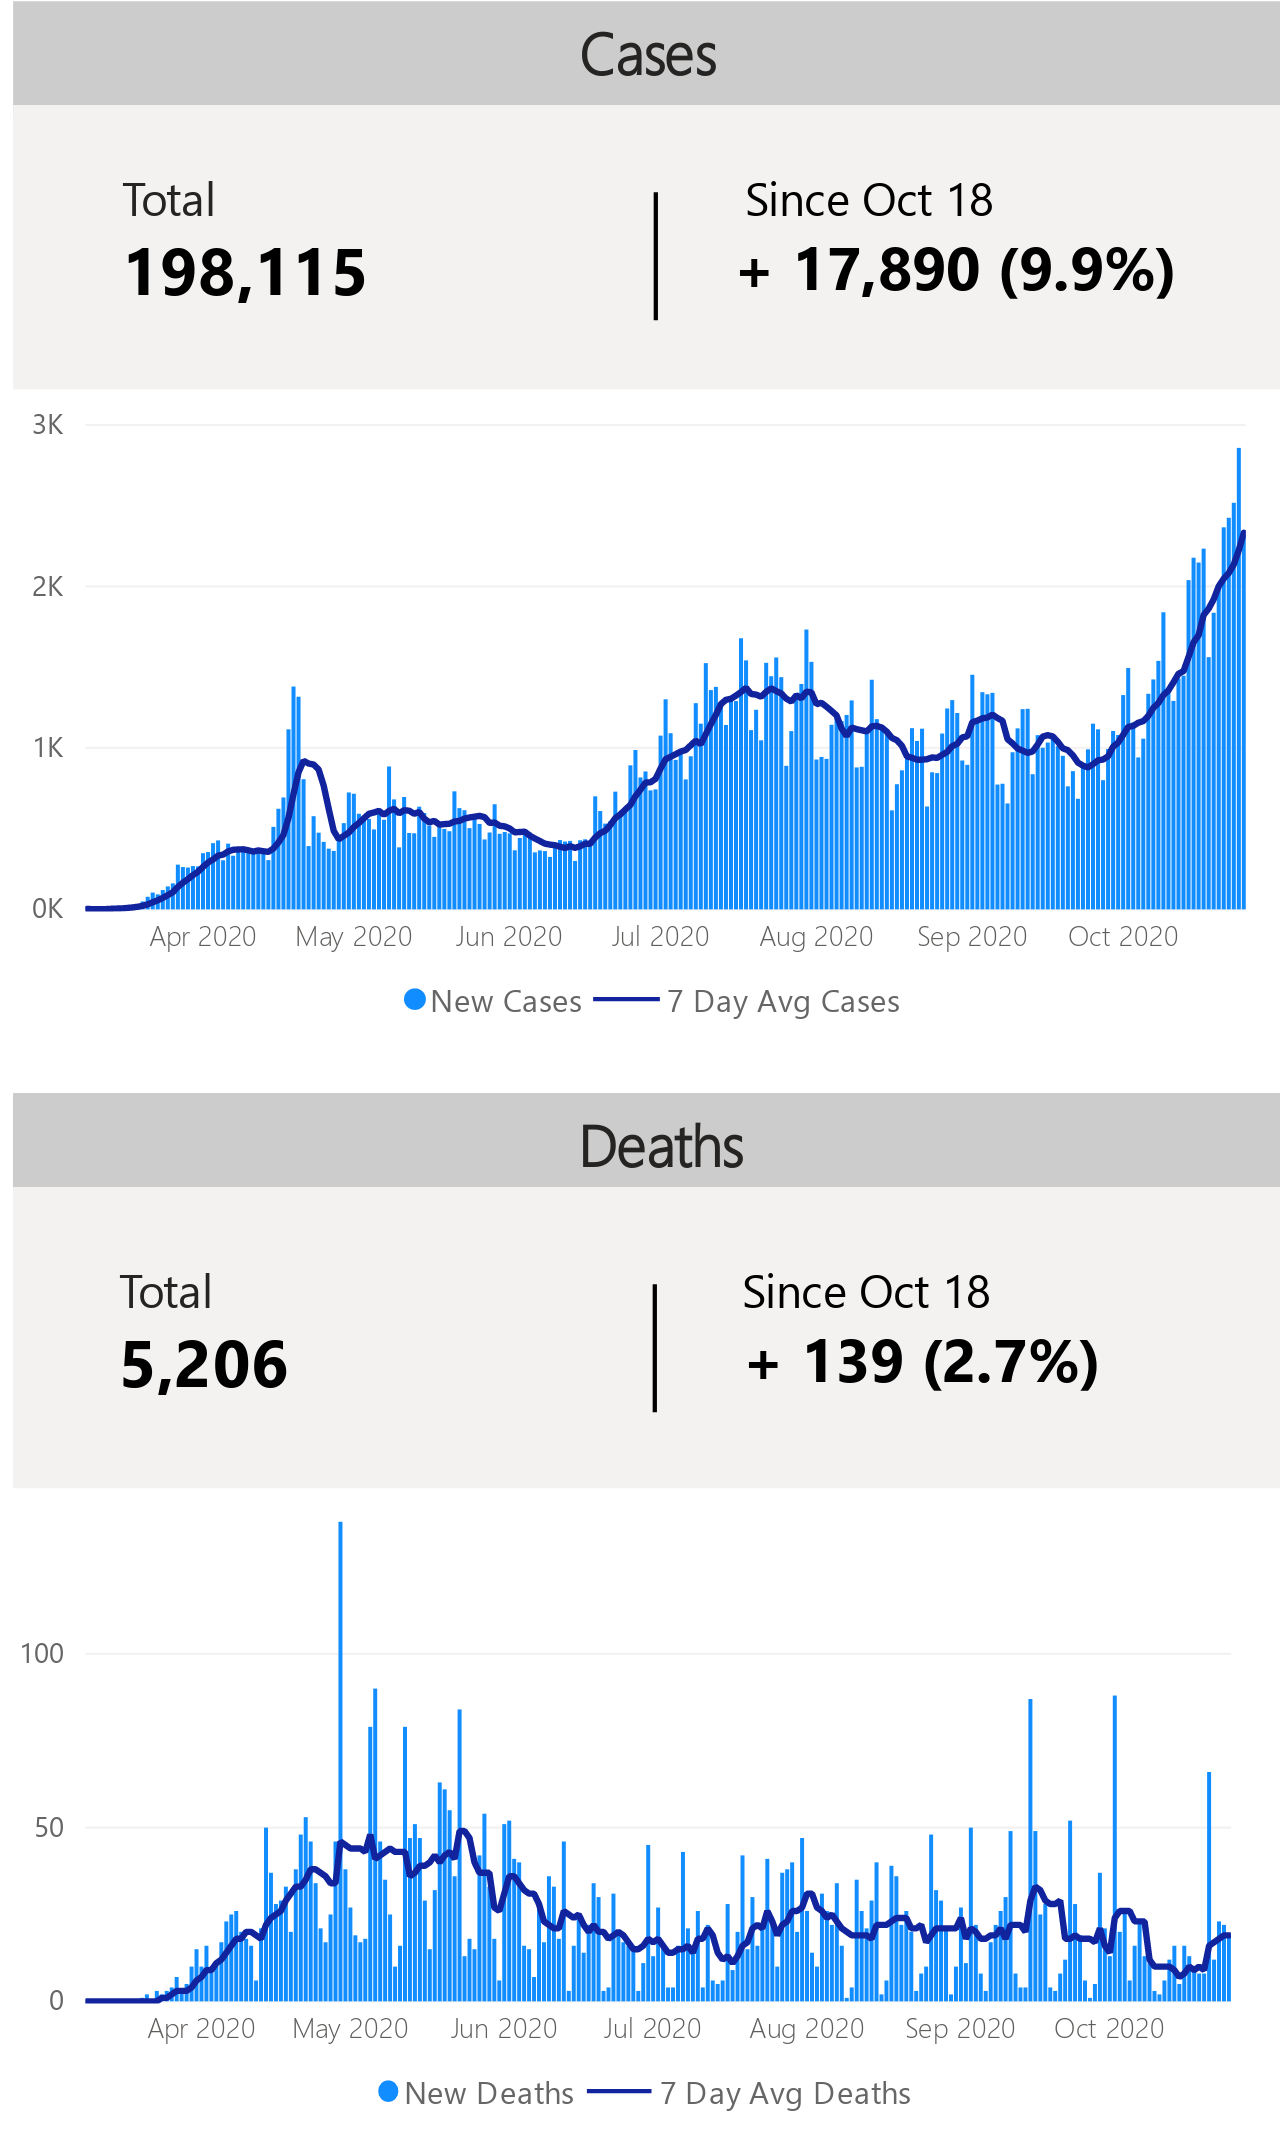 Cases
Total
Since Oct 18
198,115
+ 17,890 (9.9%)
3K
2K
1K
0K
Apr 2020 May 2020 Jun 2020 Jul 2020 Aug 2020 Sep 2020 Oct 2020
New Cases 7 Day Avg Cases
Deaths
Total
Since Oct 18
5,206
+ 139 (2.7%)
100
50
0
Apr 2020 May 2020 Jun 2020 Jul 2020 Aug 2020 Sep 2020 Oct 2020
New Deaths 7 Day Avg Deaths